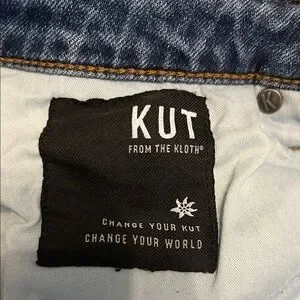 KUT
FROM THE KLOTH®
CHANGE YOUR KUT
CHANGE YOUR WORLD
K